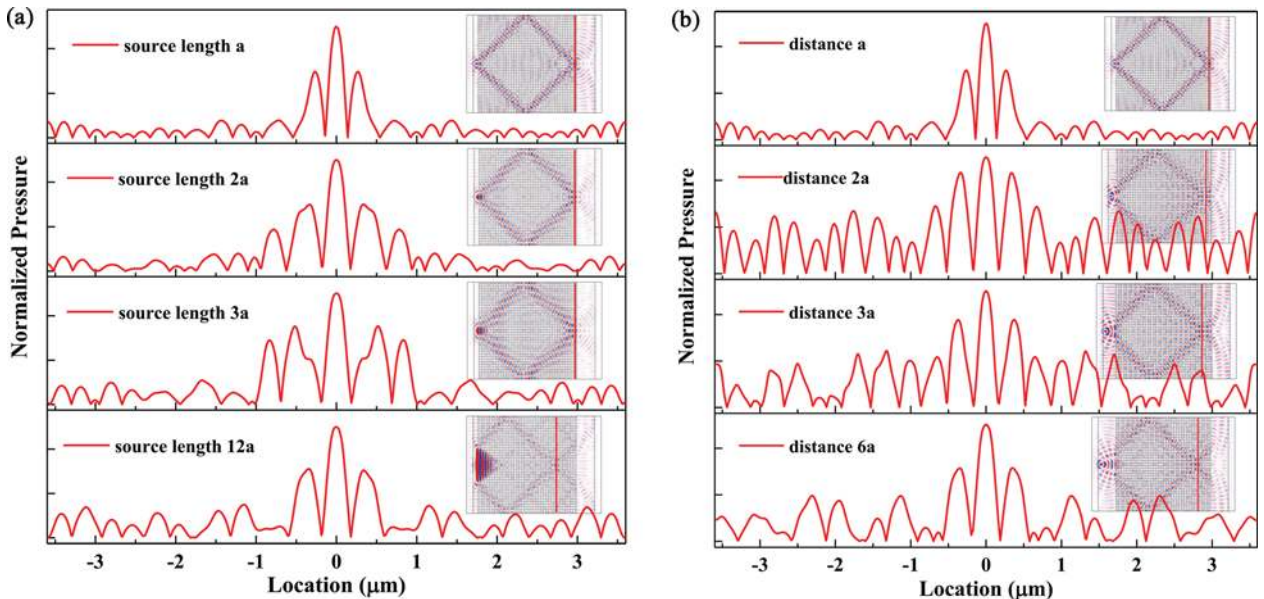 (a)
source length a
source length 2a
source length 3a
source length 12a
Normalized Pressure
-3 -2 -1 0 1 2 3
Location (μm)
(b)
distance a
distance 2a
distance 3a
distance 6a
Normalized Pressure
-3 -2 -1 0 1 2 3
Location (μm)